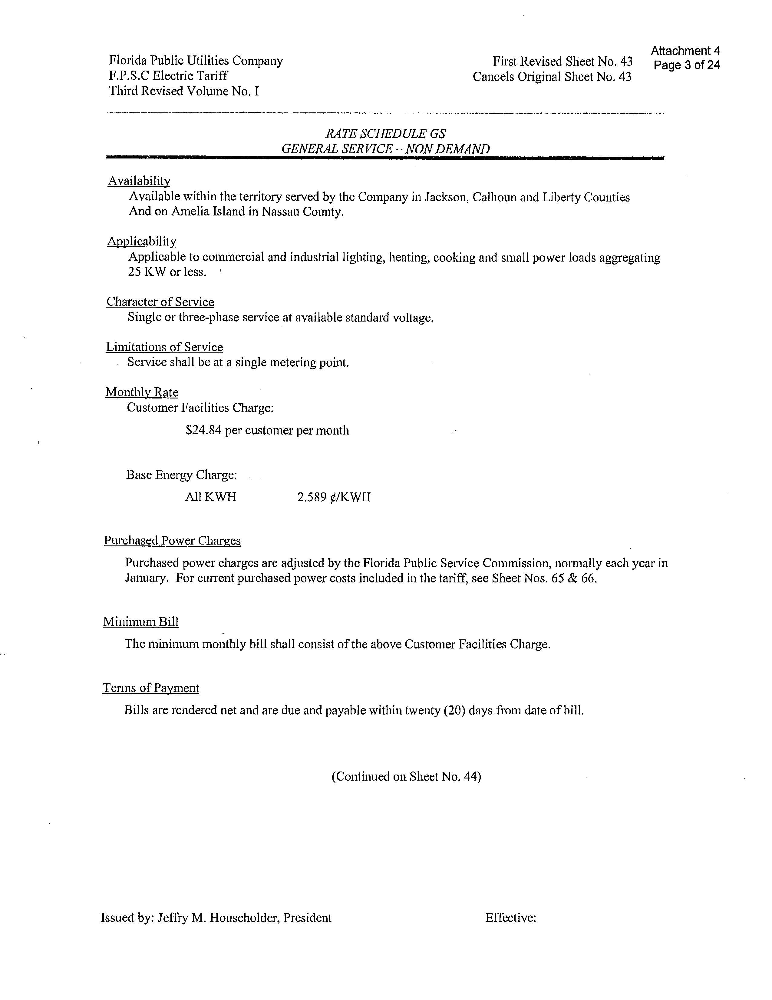 Attachment 4
Page 3 of 24
Florida Public Utilities Company
F.P.S.C Electric Tariff
Third Revised Volume No. I
First Revised Sheet No. 43
Cancels Original Sheet No. 43
RATE SCHEDULE GS
GENERAL SERVICE – NON DEMAND
Availability
Available within the territory served by the Company in Jackson, Calhoun and Liberty Counties
And on Amelia Island in Nassau County.
Applicability
Applicable to commercial and industrial lighting, heating, cooking and small power loads aggregating
25 KW or less.
Character of Service
Single or three-phase service at available standard voltage.
Limitations of Service
Service shall be at a single metering point.
Monthly Rate
Customer Facilities Charge:
$24.84 per customer per month
Base Energy Charge:
All KWH 2.589 ¢/KWH
Purchased Power Charges
Purchased power charges are adjusted by the Florida Public Service Commission, normally each year in
January. For current purchased power costs included in the tariff, see Sheet Nos. 65 & 66.
Minimum Bill
The minimum monthly bill shall consist of the above Customer Facilities Charge.
Terms of Payment
Bills are rendered net and are due and payable within twenty (20) days from date of bill.
(Continued on Sheet No. 44)
Issued by: Jeffry M. Householder, President
Effective: